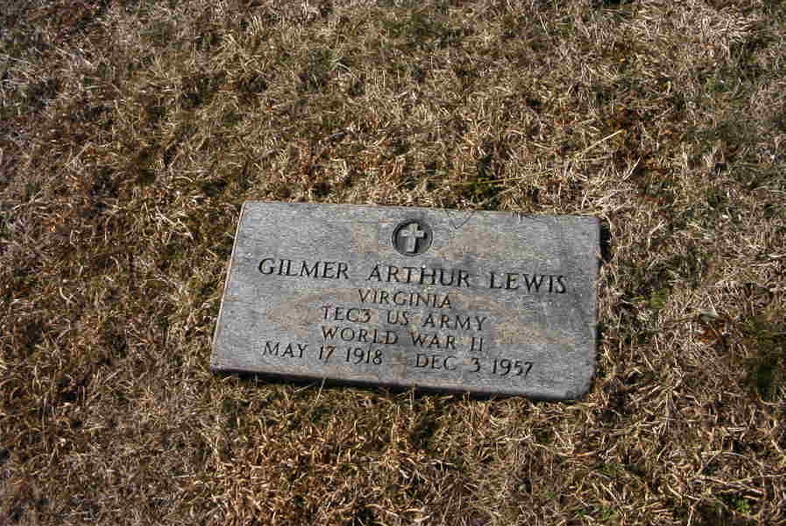 GILMER ARTHUR LEWIS
VIRGINIA
TEC3 US ARMY
WORLD WAR II
MAY 17 1918 DEC 3 1957